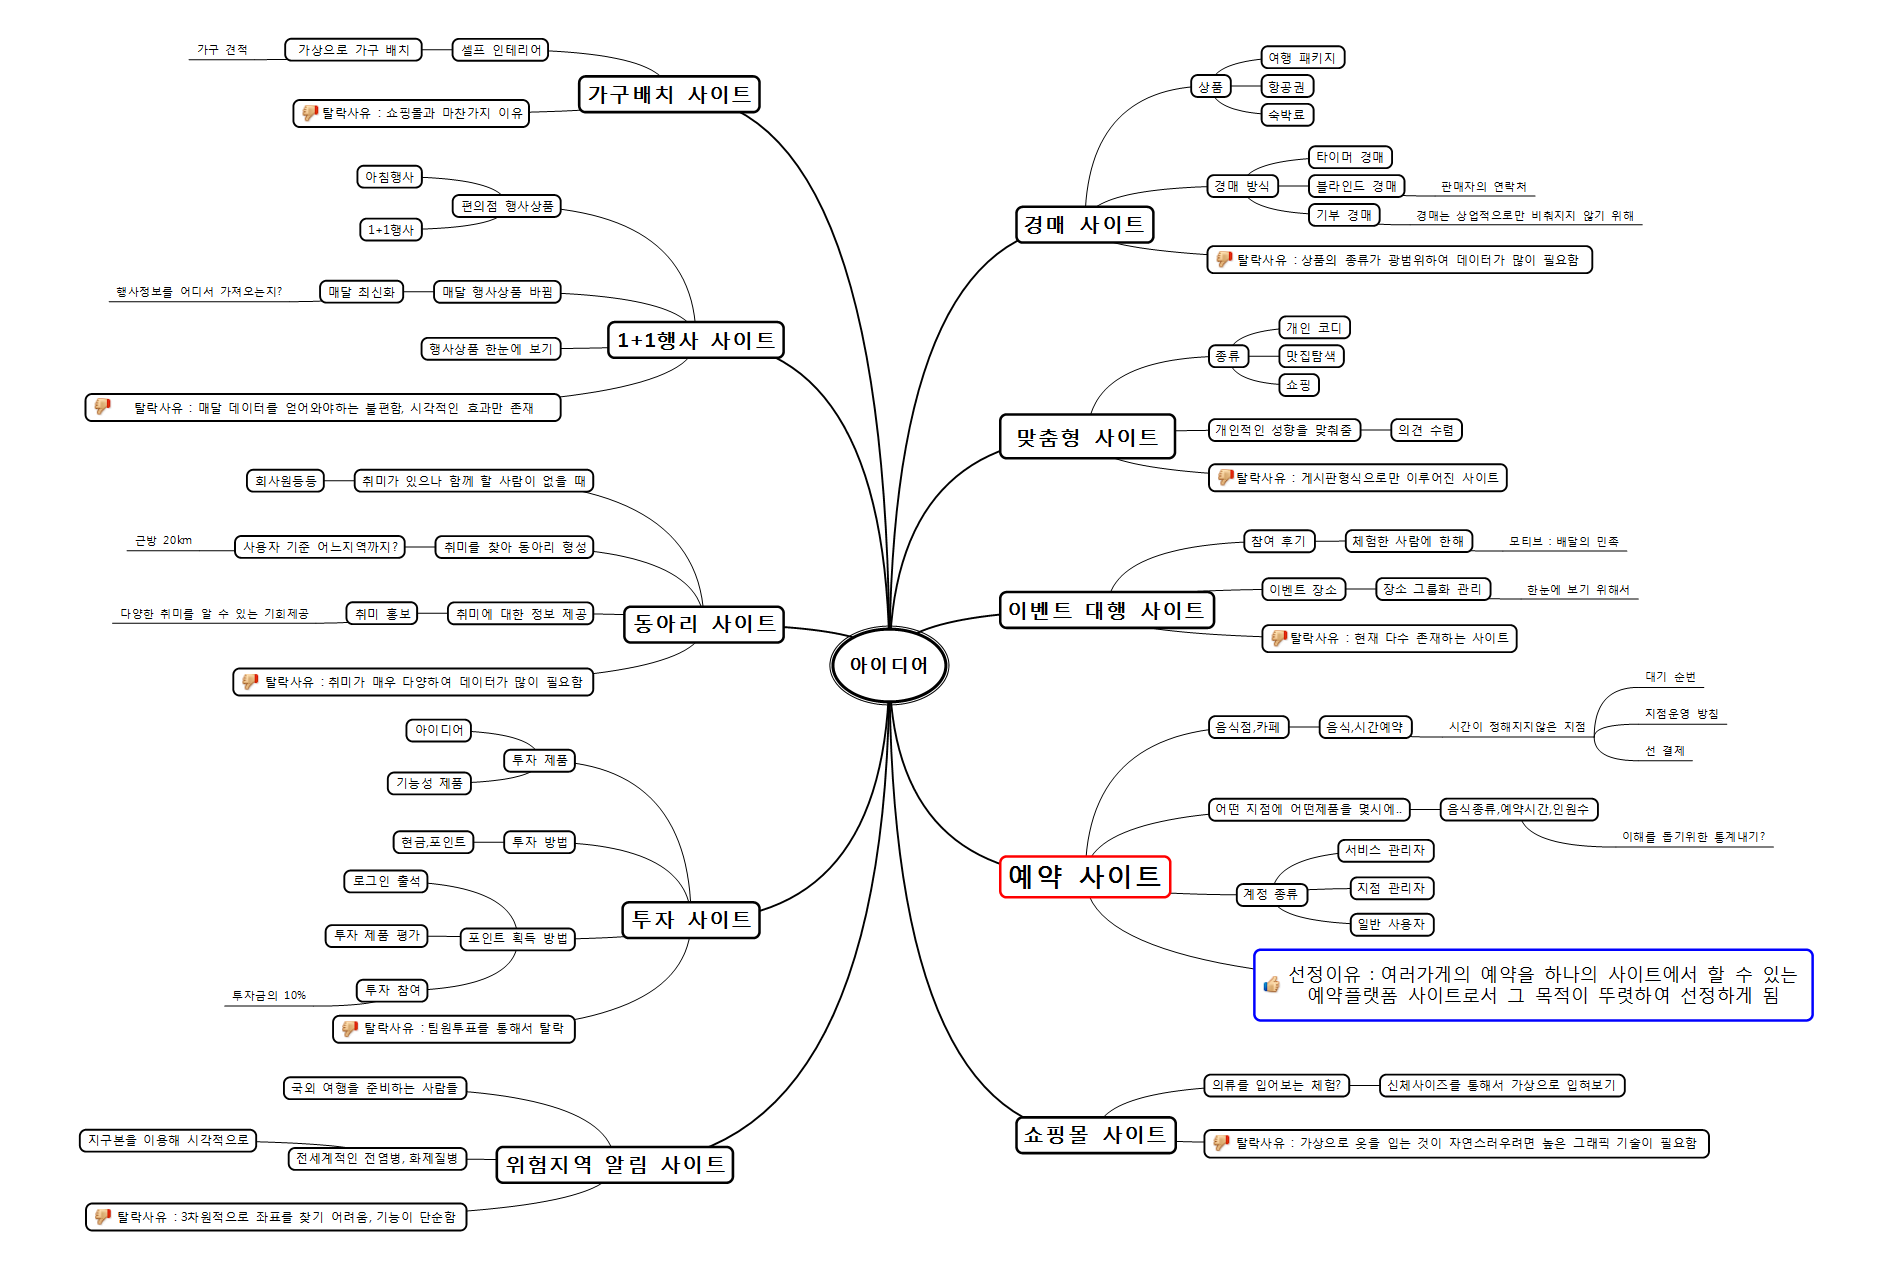 아이디어
가구배치 사이트
셀프 인테리어
가상으로 가구 배치
가구 견적
탈락사유 : 쇼핑몰과 마찬가지 이유
1+1행사 사이트
편의점 행사상품
아침행사
1+1행사
매달 행사상품 바뀜
매달 최신화
행사정보를 어디서 가져오는지?
행사상품 한눈에 보기
탈락사유 : 매달 데이터를 얻어와야하는 불편함, 시각적인 효과만 존재
동아리 사이트
취미가 있으나 함께 할 사람이 없을 때
회사원등등
취미를 찾아 동아리 형성
사용자 기준 어느지역까지?
근방 20km
취미에 대한 정보 제공
취미 홍보
다양한 취미를 알 수 있는 기회제공
탈락사유 : 취미가 매우 다양하여 데이터가 많이 필요함
투자 사이트
투자 제품
아이디어
기능성 제품
투자 방법
현금,포인트
포인트 획득 방법
로그인 출석
투자 제품 평가
투자 참여
투자금의 10%
탈락사유 : 팀원투표를 통해서 탈락
위험지역 알림 사이트
국외 여행을 준비하는 사람들
전세계적인 전염병, 화제질병
지구본을 이용해 시각적으로
탈락사유 : 3차원적으로 좌표를 찾기 어려움, 기능이 단순함
경매 사이트
상품
여행 패키지
항공권
숙박료
경매 방식
타이머 경매
블라인드 경매
판매자의 연락처
기부 경매
경매는 상업적으로만 비춰지지 않기 위해
탈락사유 : 상품의 종류가 광범위하여 데이터가 많이 필요함
맞춤형 사이트
종류
개인 코디
맛집탐색
쇼핑
개인적인 성향을 맞춰줌
의견 수렴
탈락사유 : 게시판형식으로만 이루어진 사이트
이벤트 대행 사이트
참여 후기
체험한 사람에 한해
모티브 : 배달의 민족
이벤트 장소
장소 그룹화 관리
한눈에 보기 위해서
탈락사유 : 현재 다수 존재하는 사이트
예약 사이트
음식점,카페
음식,시간예약
시간이 정해지지않은 지점
대기 순번
지점운영 방침
선 결제
어떤 지점에 어떤제품을 몇시에..
음식종류,예약시간,인원수
이해를 돕기위한 통계내기?
계정 종류
서비스 관리자
지점 관리자
일반 사용자
선정이유 : 여러가게의 예약을 하나의 사이트에서 할 수 있는
예약플랫폼 사이트로서 그 목적이 뚜렷하여 선정하게 됨
쇼핑몰 사이트
의류를 입어보는 체험?
신체사이즈를 통해서 가상으로 입혀보기
탈락사유 : 가상으로 옷을 입는 것이 자연스러우려면 높은 그래픽 기술이 필요함